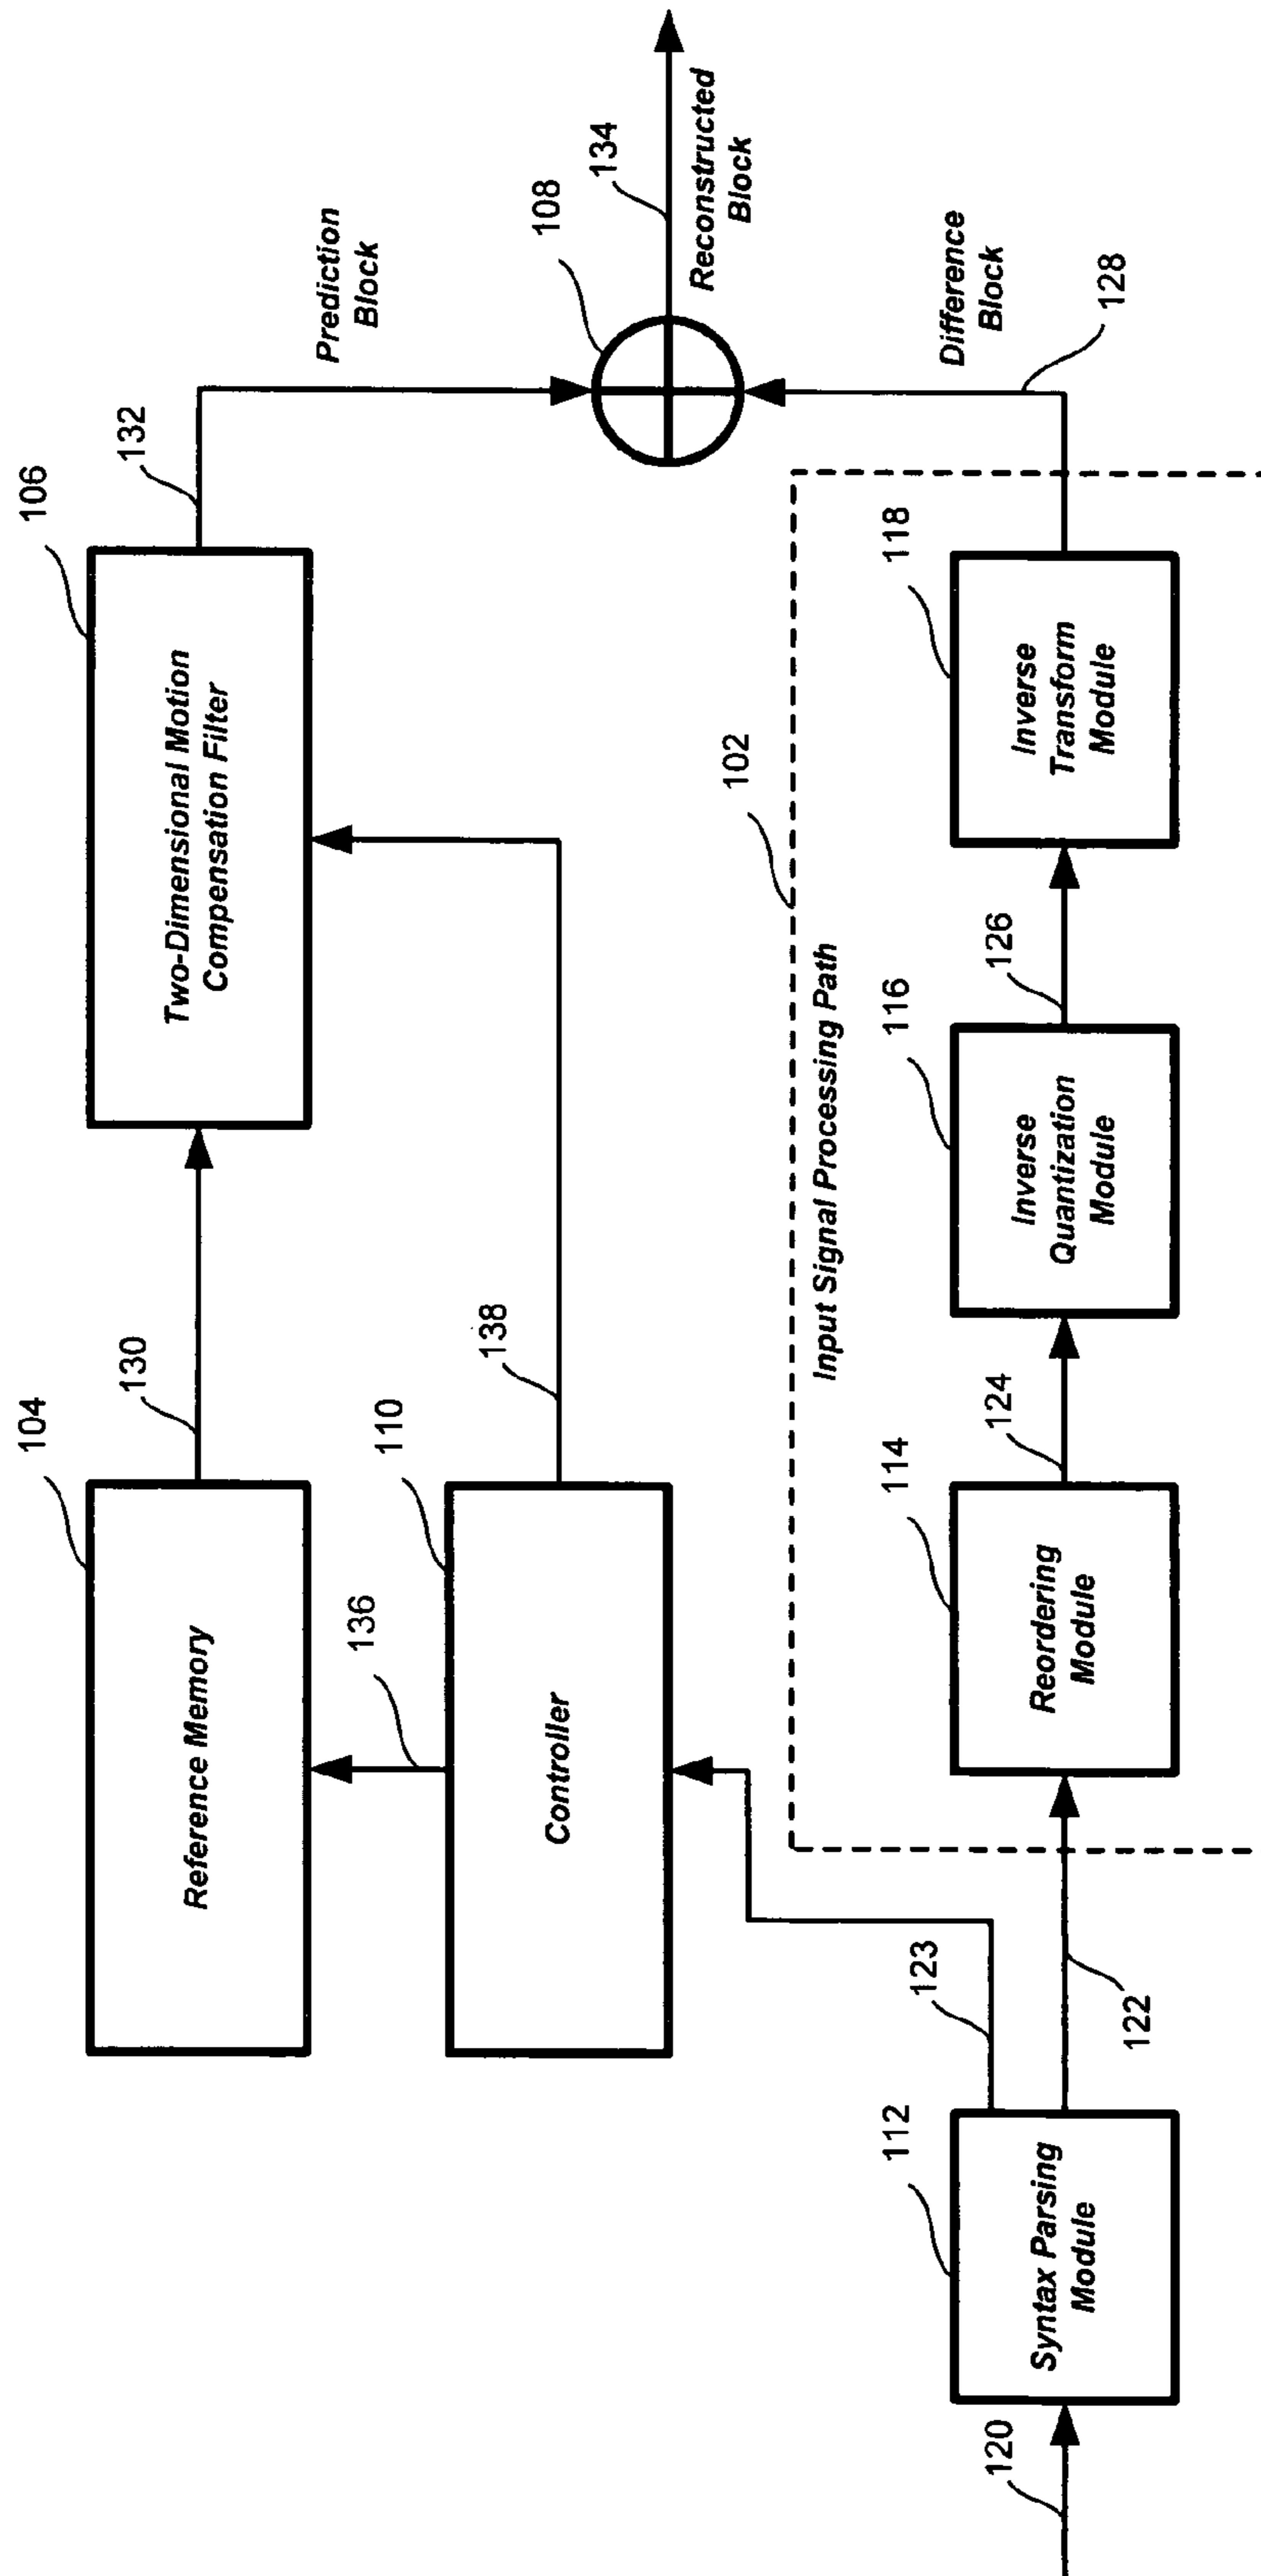 104
Reference Memory
130
106
Two-Dimensional Motion
Compensation Filter
132
Prediction
Block
136
110
Controller
138
108
134
Reconstructed
Block
102
Input Signal Processing Path
Difference
Block
128
120
112
Syntax Parsing
Module
123
122
114
Reordering
Module
124
116
Inverse
Quantization
Module
126
118
Inverse
Transform
Module